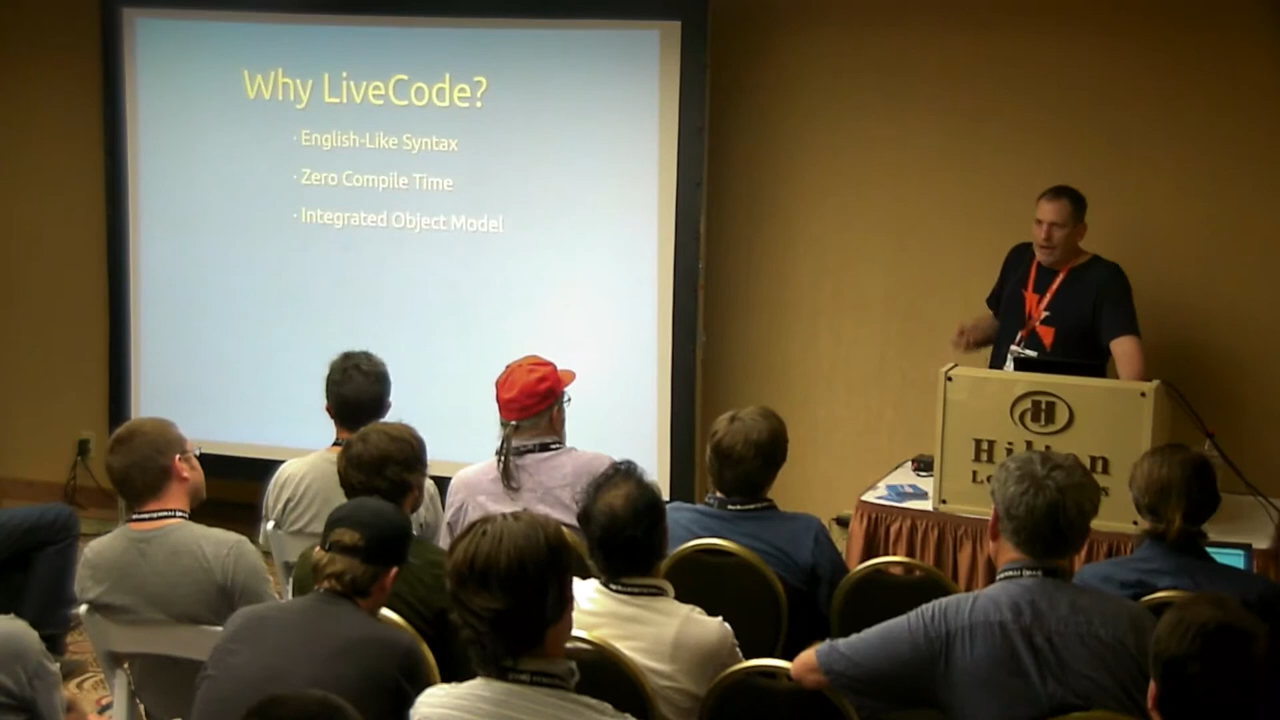 Why LiveCode?
· English-Like Syntax
· Zero Compile Time
· Integrated Object Model
H
Hilton